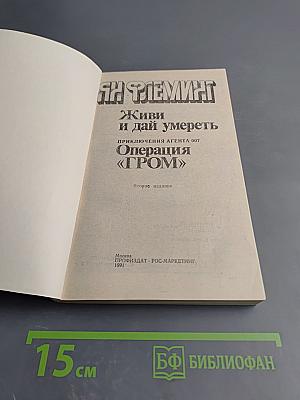 ЯН ФЛЕМИНГ
Живи
и дай умереть
ПРИКЛЮЧЕНИЯ АГЕНТА 007
Операция
«ГРОМ»
Второе издание
Москва
ПРОФИЗДАТ - РОС-МАРКЕТИНГ
1991
15 см
БФ БИБЛИОФАН